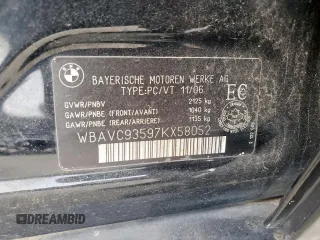 BMW
BAYERISCHE MOTOREN WERKE AG
TYPE:PC/VT 11/06
GVWR/PNBV 2125 kg
GAWR/PNBE (FRONT/AVANT) 1040 kg
GAWR/PNBE (REAR/ARRIERE) 1135 kg
WBAVC93597KX58052
DREAMBID